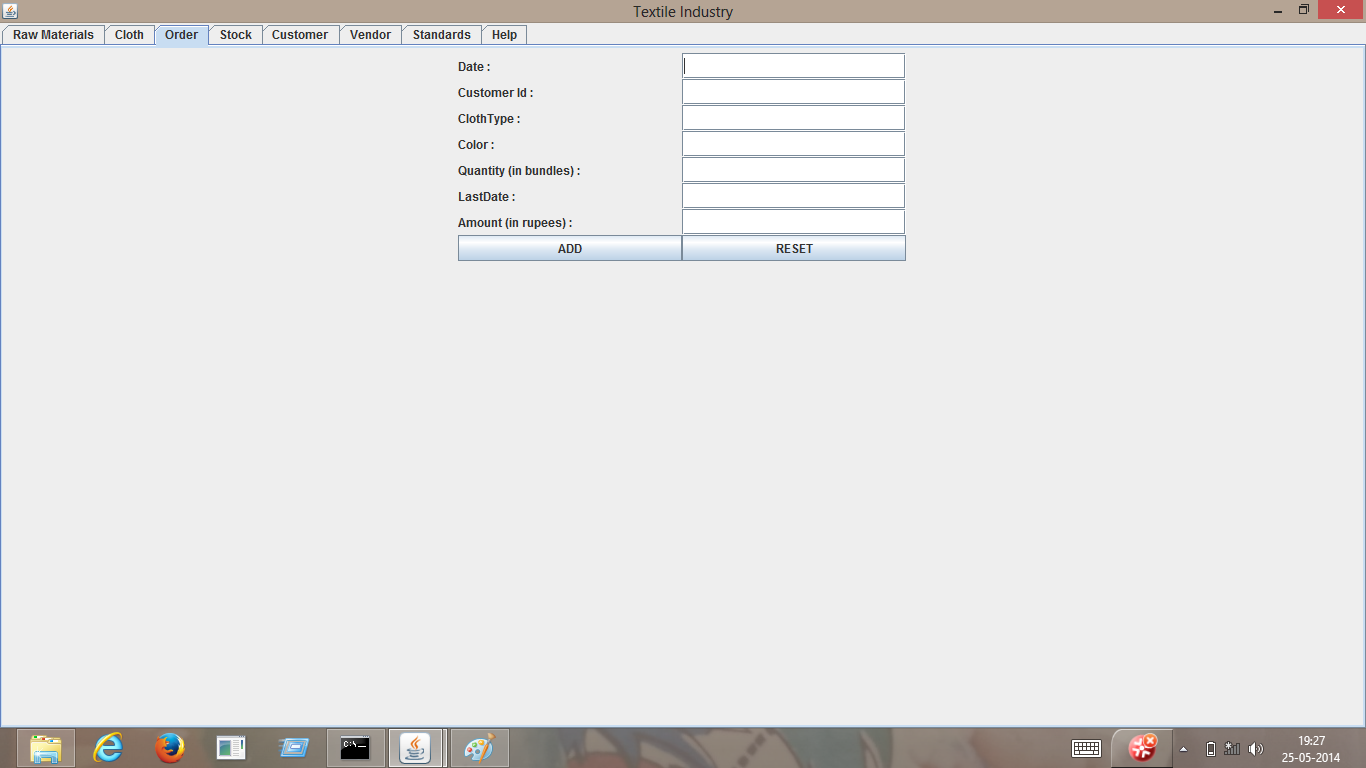 Textile Industry
Raw Materials Cloth Order Stock Customer Vendor Standards Help
Date :
Customer Id :
ClothType :
Color :
Quantity (in bundles) :
LastDate :
Amount (in rupees) :
ADD RESET
C:\_
19:27
25-05-2014